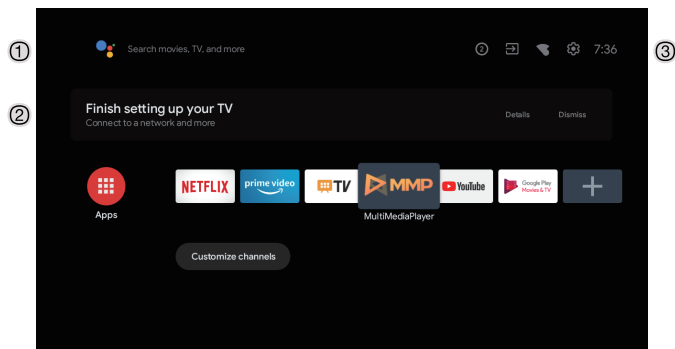 ① Search movies, TV, and more 2 7:36 ③
② Finish setting up your TV
Connect to a network and more Details Dismiss
NETFLIX prime video TV MMP YouTube Google Play
Movies & TV
Apps MultiMediaPlayer
Customize channels